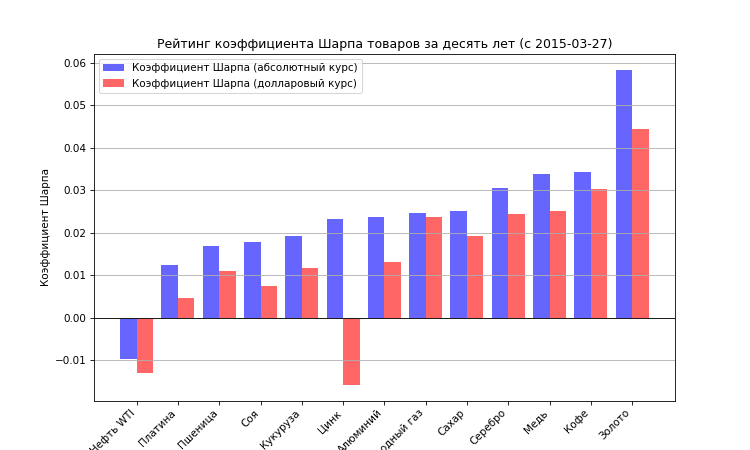 Рейтинг коэффициента Шарпа товаров за десять лет (с 2015-03-27)
Коэффициент Шарпа (абсолютный курс)
Коэффициент Шарпа (долларовый курс)
Коэффициент Шарпа
0.06
0.05
0.04
0.03
0.02
0.01
0.00
−0.01
Нефть WTI
Платина
Пшеница
Соя
Кукуруза
Цинк
Алюминий
газ
Сахар
Серебро
Медь
Кофе
Золото